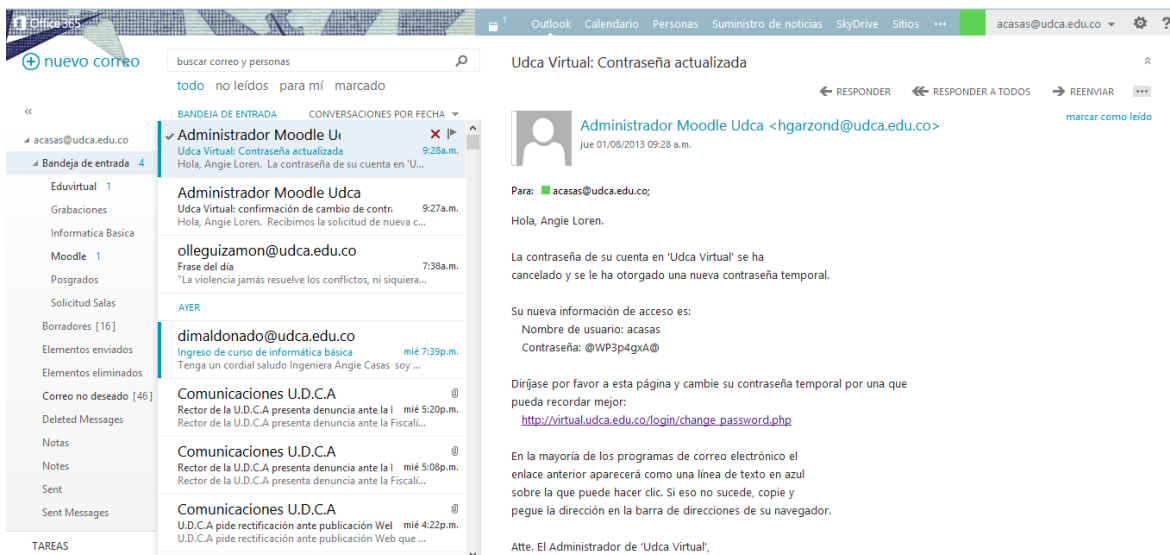 Office 365
1
Outlook Calendario Personas Suministro de noticias SkyDrive Sitios ···
acasas@udca.edu.co
?
nuevo correo
buscar correo y personas
todo no leídos para mí marcado
«
BANDEJA DE ENTRADA CONVERSACIONES POR FECHA
acasas@udca.edu.co
Bandeja de entrada 4
Eduvirtual 1
Grabaciones
Informatica Basica
Moodle 1
Posgrados
Solicitud Salas
Borradores [16]
Elementos enviados
Elementos eliminados
Correo no deseado [46]
Deleted Messages
Notas
Notes
Sent
Sent Messages
TAREAS
Administrador Moodle
Udca Virtual: Contraseña actualizada 9:28a.m.
Hola, Angie Loren. La contraseña de su cuenta en 'U...
Administrador Moodle Udca
Udca Virtual: confirmación de cambio de contr 9:27a.m.
Hola, Angie Loren. Recibimos la solicitud de nueva c...
olleguizamon@udca.edu.co
Frase del día 7:38a.m.
"La violencia jamás resuelve los conflictos, ni siquiera...
AYER
dimaldonado@udca.edu.co
Ingreso de curso de informática básica mié 7:39p.m.
Tenga un cordial saludo Ingeniera Angie Casas soy ...
Comunicaciones U.D.C.A
Rector de la U.D.C.A presenta denuncia ante la mié 5:20p.m.
Rector de la U.D.C.A presenta denuncia ante la Fiscalí...
Comunicaciones U.D.C.A
Rector de la U.D.C.A presenta denuncia ante la mié 5:08p.m.
Rector de la U.D.C.A presenta denuncia ante la Fiscalí...
Comunicaciones U.D.C.A
U.D.C.A pide rectificación ante publicación mié 4:22p.m.
U.D.C.A pide rectificación ante publicación Web que ...
Udca Virtual: Contraseña actualizada
RESPONDER RESPONDER A TODOS REENVIAR ···
marcar como leído
Administrador Moodle Udca <hgarzond@udca.edu.co>
jue 01/08/2013 09:28 a.m.
Para: acasas@udca.edu.co;
Hola, Angie Loren.
La contraseña de su cuenta en 'Udca Virtual' se ha
cancelado y se le ha otorgado una nueva contraseña temporal.
Su nueva información de acceso es:
Nombre de usuario: acasas
Contraseña: @WP3p4gxA@
Diríjase por favor a esta página y cambie su contraseña temporal por una que
pueda recordar mejor:
http://virtual.udca.edu.co/login/change_password.php
En la mayoría de los programas de correo electrónico el
enlace anterior aparecerá como una línea de texto en azul
sobre la que puede hacer clic. Si eso no sucede, copie y
pegue la dirección en la barra de direcciones de su navegador.
Atte. El Administrador de 'Udca Virtual',